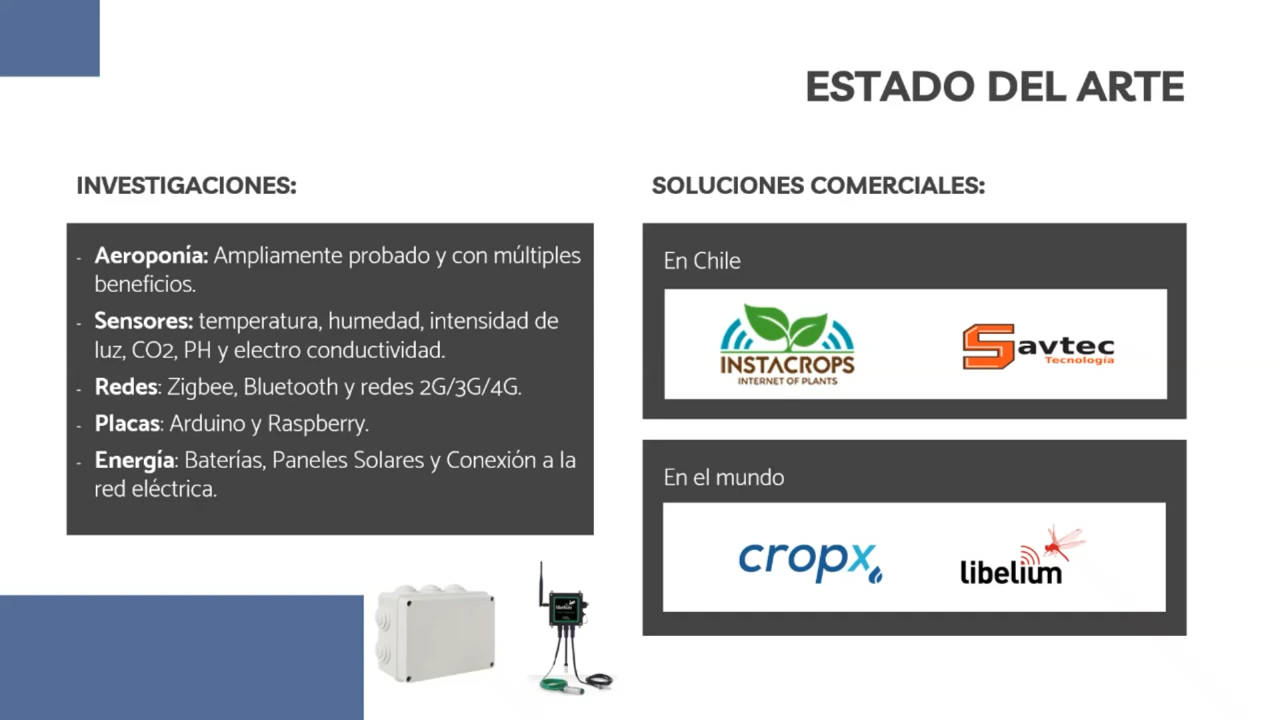 ESTADO DEL ARTE
INVESTIGACIONES:
- Aeroponía: Ampliamente probado y con múltiples
beneficios.
- Sensores: temperatura, humedad, intensidad de
luz, CO2, PH y electro conductividad.
- Redes: Zigbee, Bluetooth y redes 2G/3G/4G.
- Placas: Arduino y Raspberry.
- Energía: Baterías, Paneles Solares y Conexión a la
red eléctrica.
SOLUCIONES COMERCIALES:
En Chile
INSTACROPS
INTERNET OF PLANTS
Savtec
Tecnología
En el mundo
cropx
libelium
libelium